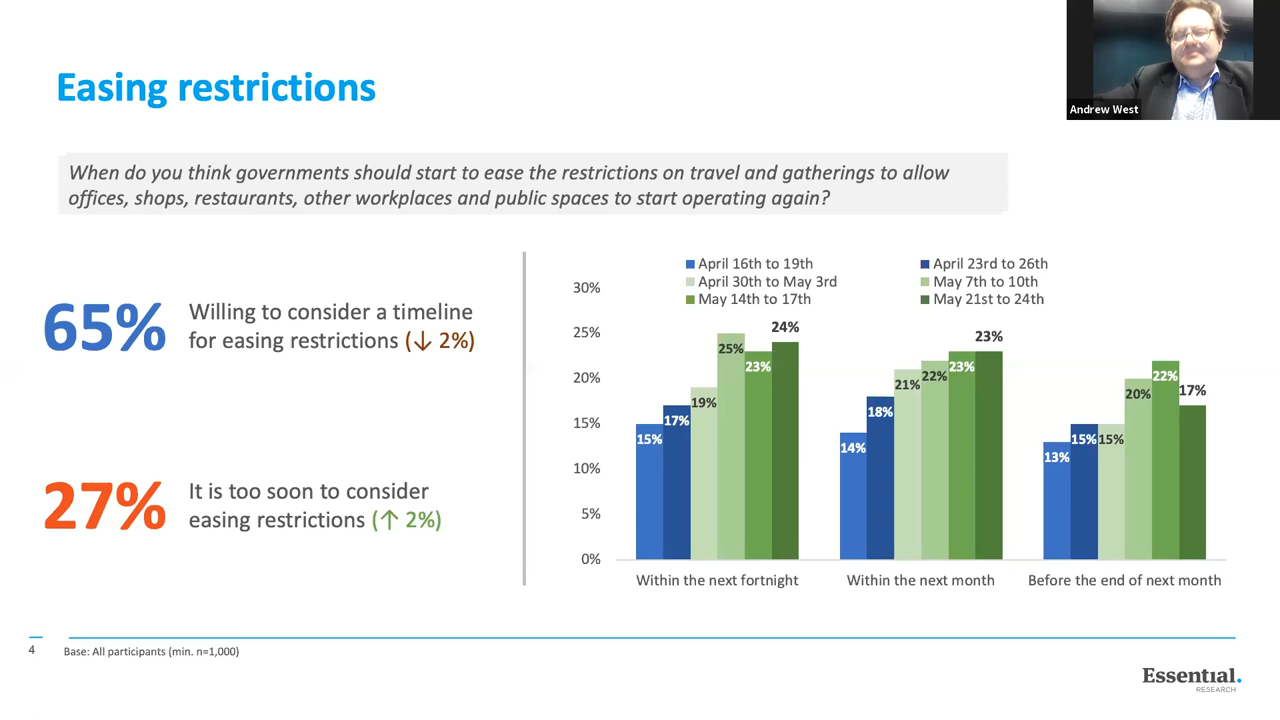 Andrew West
Easing restrictions
When do you think governments should start to ease the restrictions on travel and gatherings to allow
offices, shops, restaurants, other workplaces and public spaces to start operating again?
65%
Willing to consider a timeline
for easing restrictions (↓ 2%)
27%
It is too soon to consider
easing restrictions (↑ 2%)
April 16th to 19th
April 23rd to 26th
April 30th to May 3rd
May 7th to 10th
May 14th to 17th
May 21st to 24th
30%
25%
20%
15%
10%
5%
0%
15%
17%
19%
25%
23%
24%
14%
18%
21%
22%
23%
23%
13%
15%
15%
20%
22%
17%
Within the next fortnight
Within the next month
Before the end of next month
4
Base: All participants (min. n=1,000)
Essential.
RESEARCH